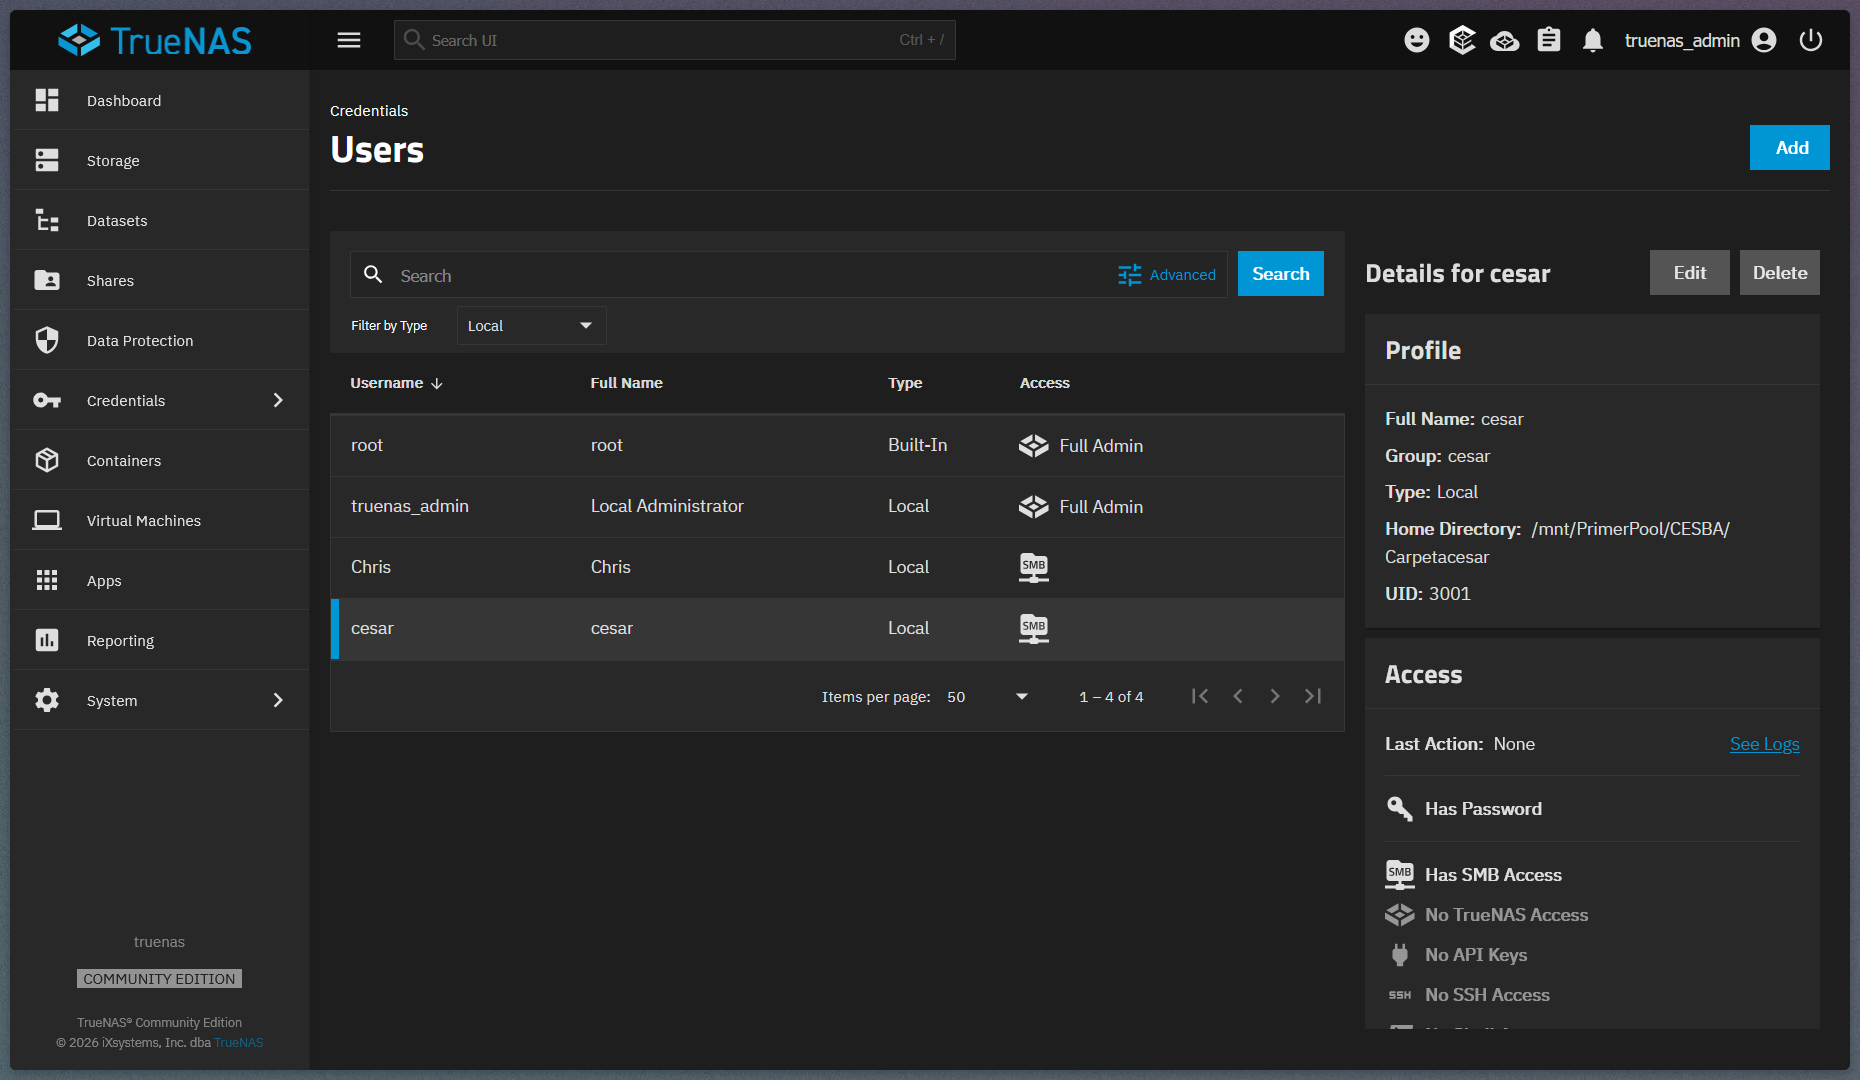 TrueNAS
Search UI
Ctrl + /
truenas_admin
Dashboard
Storage
Datasets
Shares
Data Protection
Credentials
Containers
Virtual Machines
Apps
Reporting
System
truenas
COMMUNITY EDITION
TrueNAS® Community Edition
© 2026 iXsystems, Inc. dba TrueNAS
Credentials
Users
Add
Search
Advanced
Search
Filter by Type
Local
Username
Full Name
Type
Access
root
root
Built-In
Full Admin
truenas_admin
Local Administrator
Local
Full Admin
Chris
Chris
Local
SMB
cesar
cesar
Local
SMB
Items per page: 50
1 – 4 of 4
Details for cesar
Edit
Delete
Profile
Full Name: cesar
Group: cesar
Type: Local
Home Directory: /mnt/PrimerPool/CESBA/
Carpetacesar
UID: 3001
Access
Last Action: None
See Logs
Has Password
SMB
Has SMB Access
No TrueNAS Access
No API Keys
SSH
No SSH Access